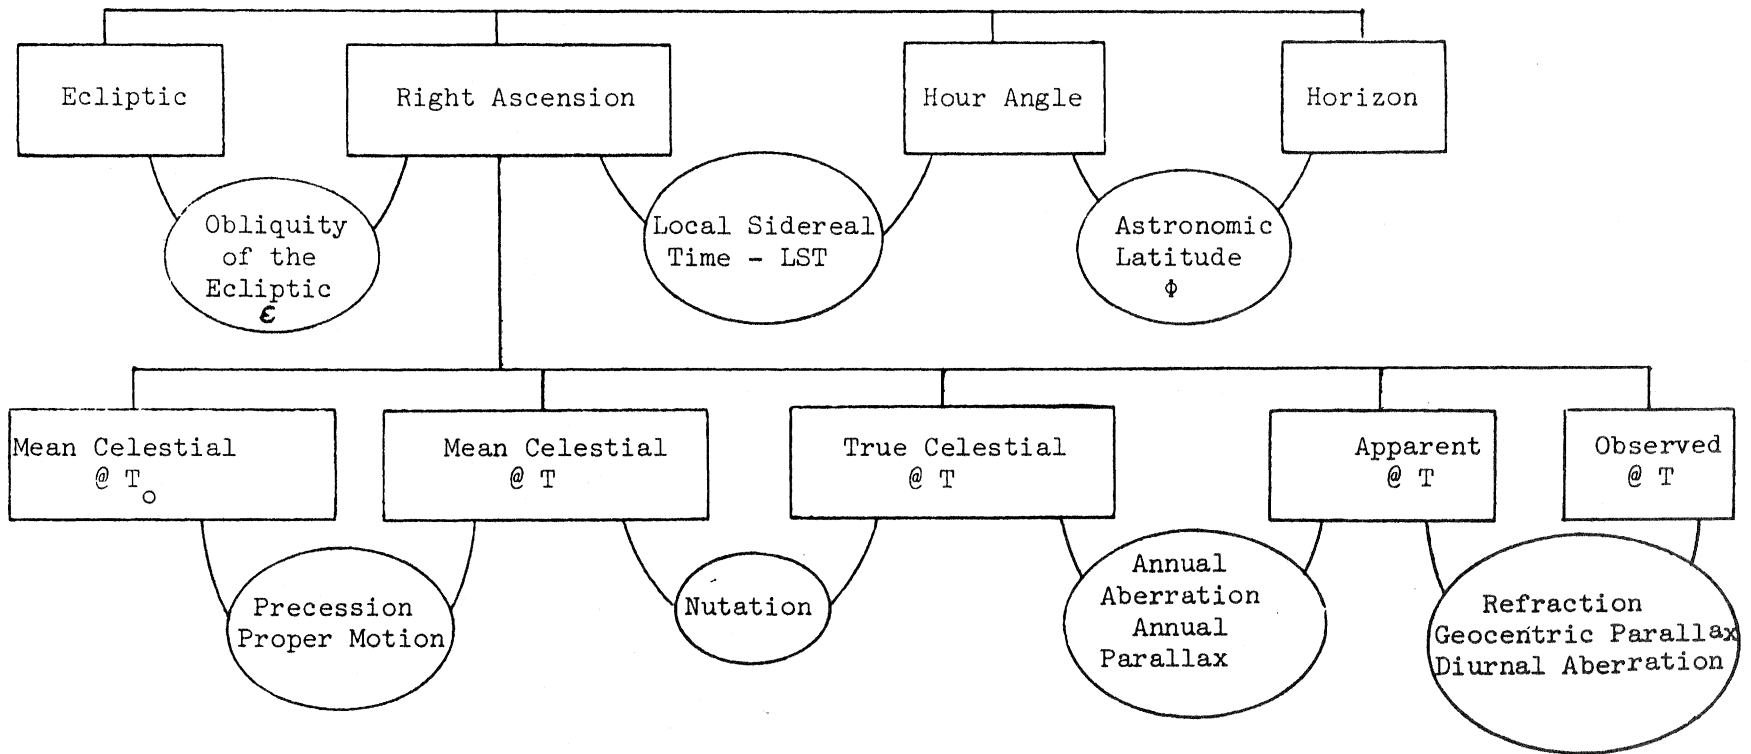 Ecliptic
Right Ascension
Hour Angle
Horizon
Obliquity
of the
Ecliptic
ε
Local Sidereal
Time - LST
Astronomic
Latitude
Φ
Mean Celestial
@ T₀
Mean Celestial
@ T
True Celestial
@ T
Apparent
@ T
Observed
@ T
Precession
Proper Motion
Nutation
Annual
Aberration
Annual
Parallax
Refraction
Geocentric Parallax
Diurnal Aberration